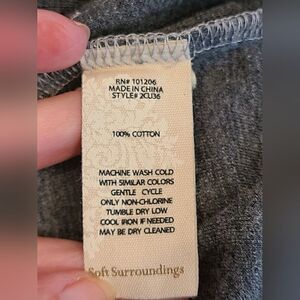 RN# 101206
MADE IN CHINA
STYLE# 2CU36
100% COTTON
MACHINE WASH COLD
WITH SIMILAR COLORS
GENTLE CYCLE
ONLY NON-CHLORINE
TUMBLE DRY LOW
COOL IRON IF NEEDED
MAY BE DRY CLEANED
Soft Surroundings